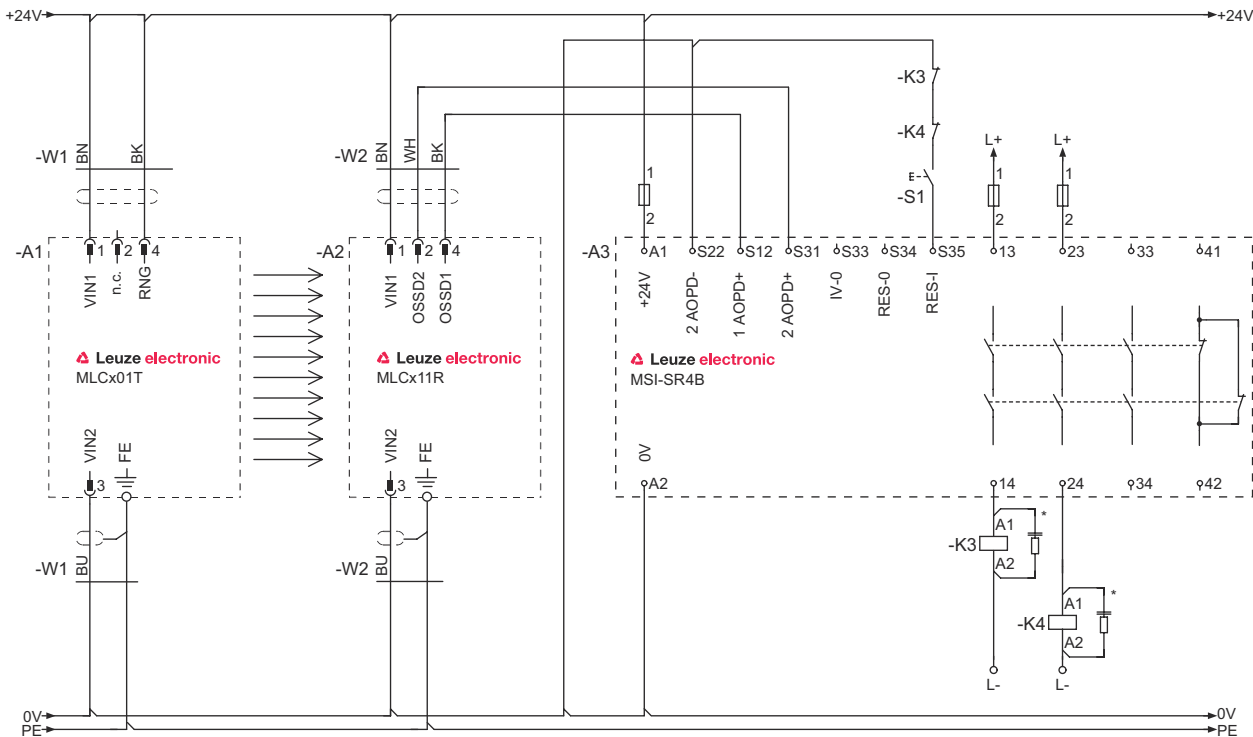 +24V +24V
-K3
-K4
-S1
L+ L+
-W1 BN BK -W2 BN WH BK
1 1 1
2 2 2
-A1 1 2 4 -A2 1 2 4 -A3 A1 S22 S12 S31 S33 S34 S35 13 23 33 41
VIN1 n.c. RNG VIN1 OSSD2 OSSD1 +24V 2 AOPD- 1 AOPD+ 2 AOPD+ IV-0 RES-0 RES-I
Leuze electronic Leuze electronic Leuze electronic
MLCx01T MLCx11R MSI-SR4B
VIN2 FE VIN2 FE 0V
3 3 A2 14 24 34 42
A1 *
-K3
A2
-W1 BU -W2 BU
A1 *
-K4
A2
L- L-
0V 0V
PE PE